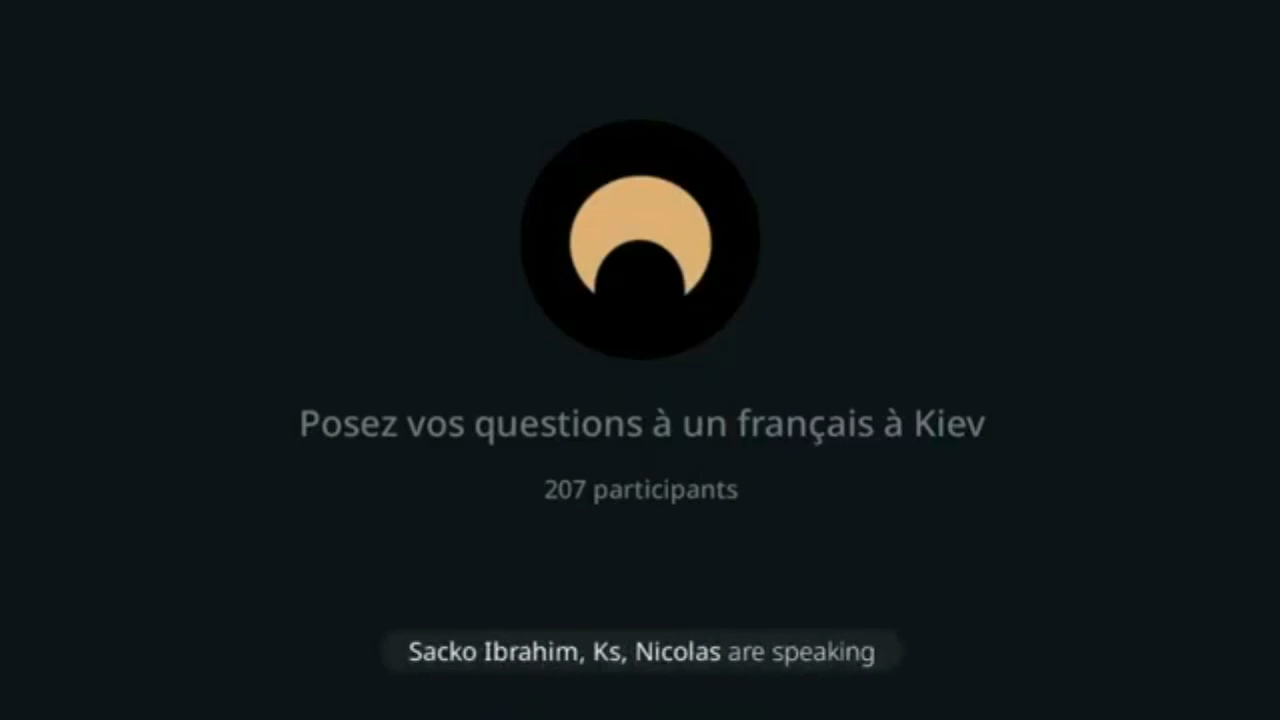 Posez vos questions à un français à Kiev
207 participants
Sacko Ibrahim, Ks, Nicolas are speaking